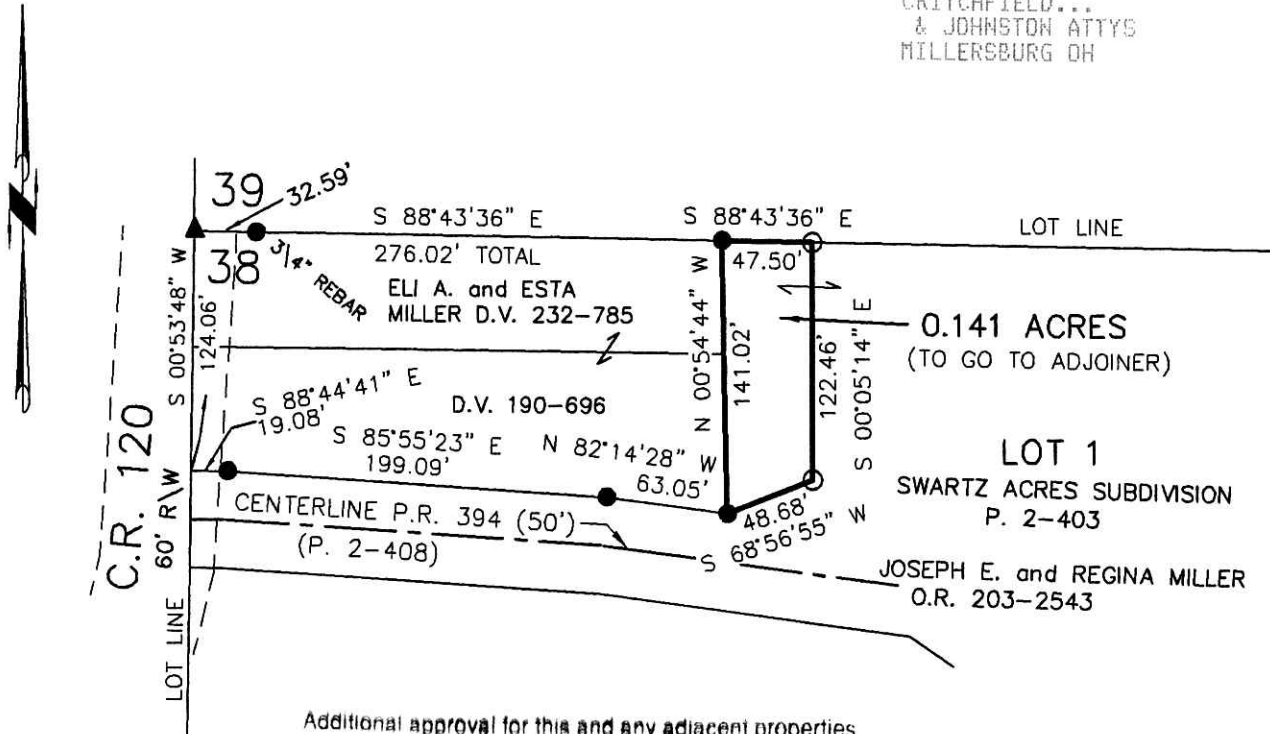 CRITCHFIELD...
& JOHNSTON ATTYS
MILLERSBURG OH
N
39
32.59'
S 88°43'36" E
S 88°43'36" E
LOT LINE
38
3/4" REBAR
276.02' TOTAL
47.50'
ELI A. and ESTA
MILLER D.V. 232-785
S 00°53'48" W
124.06'
N 00°54'44" W
141.02'
122.46'
S 00°05'14" E
0.141 ACRES
(TO GO TO ADJOINER)
S 88°44'41" E
19.08'
D.V. 190-696
S 85°55'23" E
199.09'
N 82°14'28" W
63.05'
LOT 1
SWARTZ ACRES SUBDIVISION
P. 2-403
48.68'
S 68°56'55" W
C.R. 120
60' R\W
CENTERLINE P.R. 394 (50')
(P. 2-408)
JOSEPH E. and REGINA MILLER
O.R. 203-2543
LOT LINE
Additional approval for this and any adjacent properties